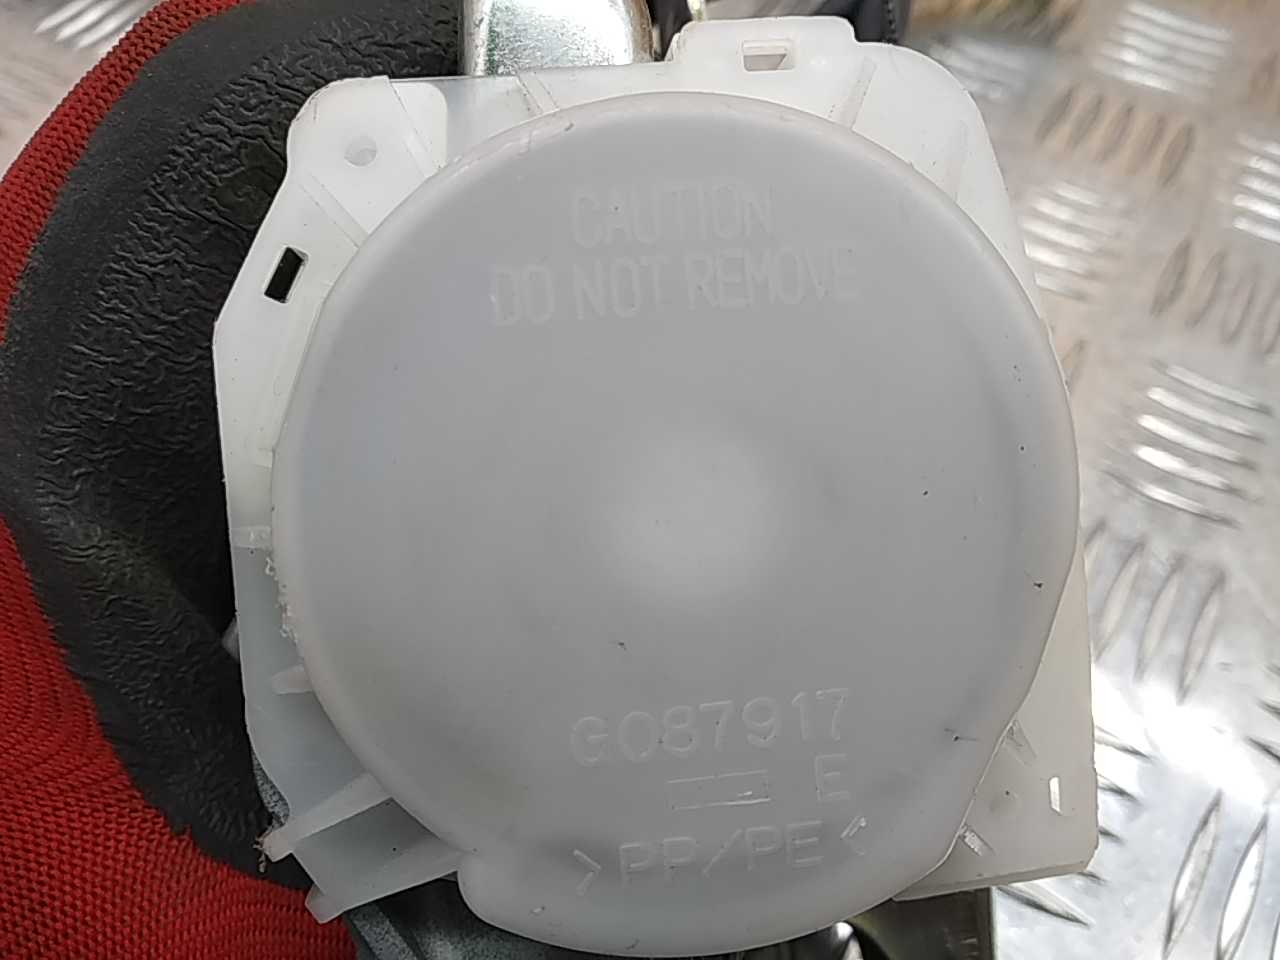 CAUTION
DO NOT REMOVE
G087917
E
>PP/PE<